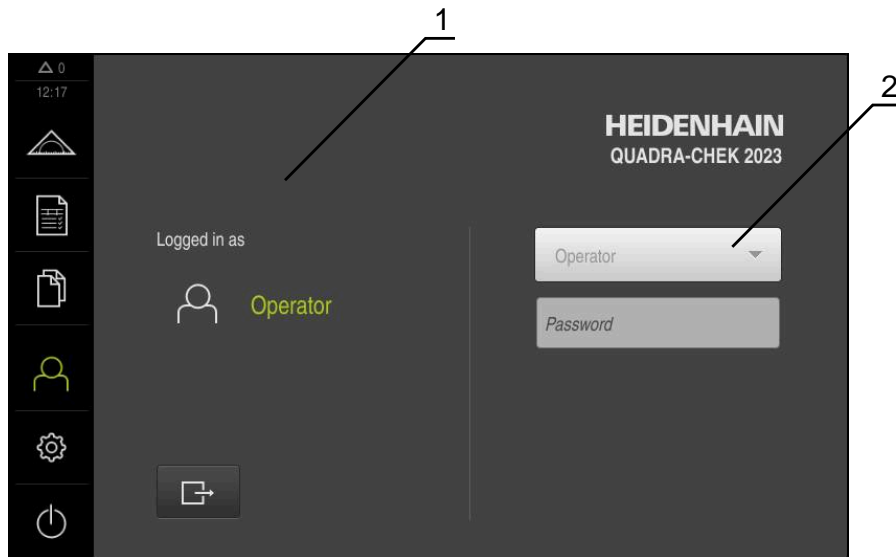 1
2
0
12:17
HEIDENHAIN
QUADRA-CHEK 2023
Logged in as
Operator
Operator
Password